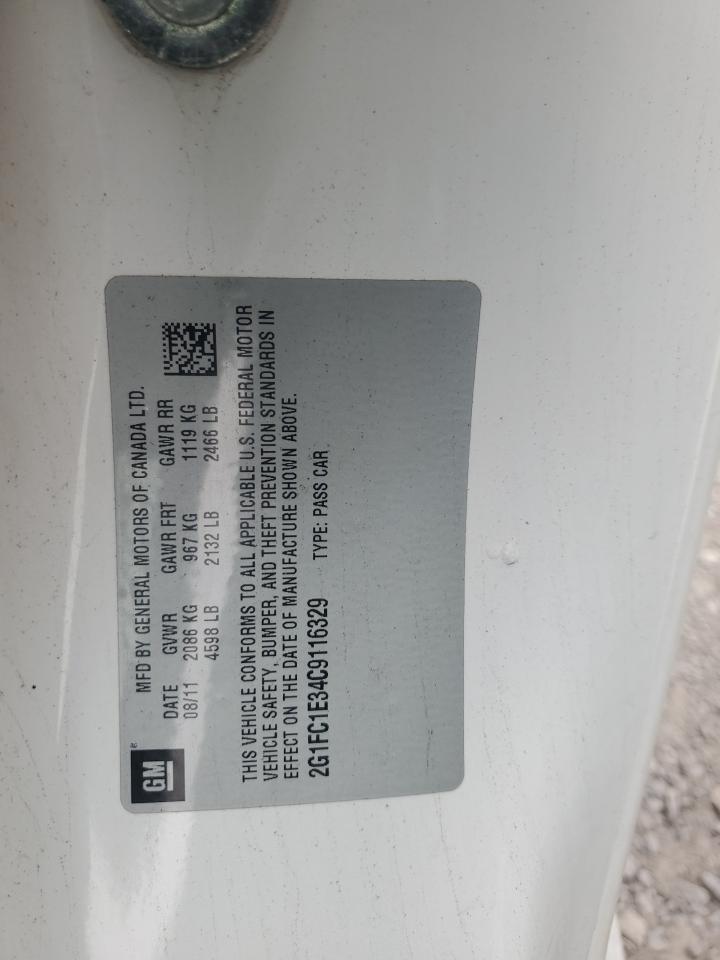 MFD BY GENERAL MOTORS OF CANADA LTD.
DATE GVWR GAWR FRT GAWR RR
08/11 2086 KG 967 KG 1119 KG
4598 LB 2132 LB 2466 LB
GM ®
THIS VEHICLE CONFORMS TO ALL APPLICABLE U.S. FEDERAL MOTOR
VEHICLE SAFETY, BUMPER, AND THEFT PREVENTION STANDARDS IN
EFFECT ON THE DATE OF MANUFACTURE SHOWN ABOVE.
2G1FC1E34C9116329 TYPE: PASS CAR